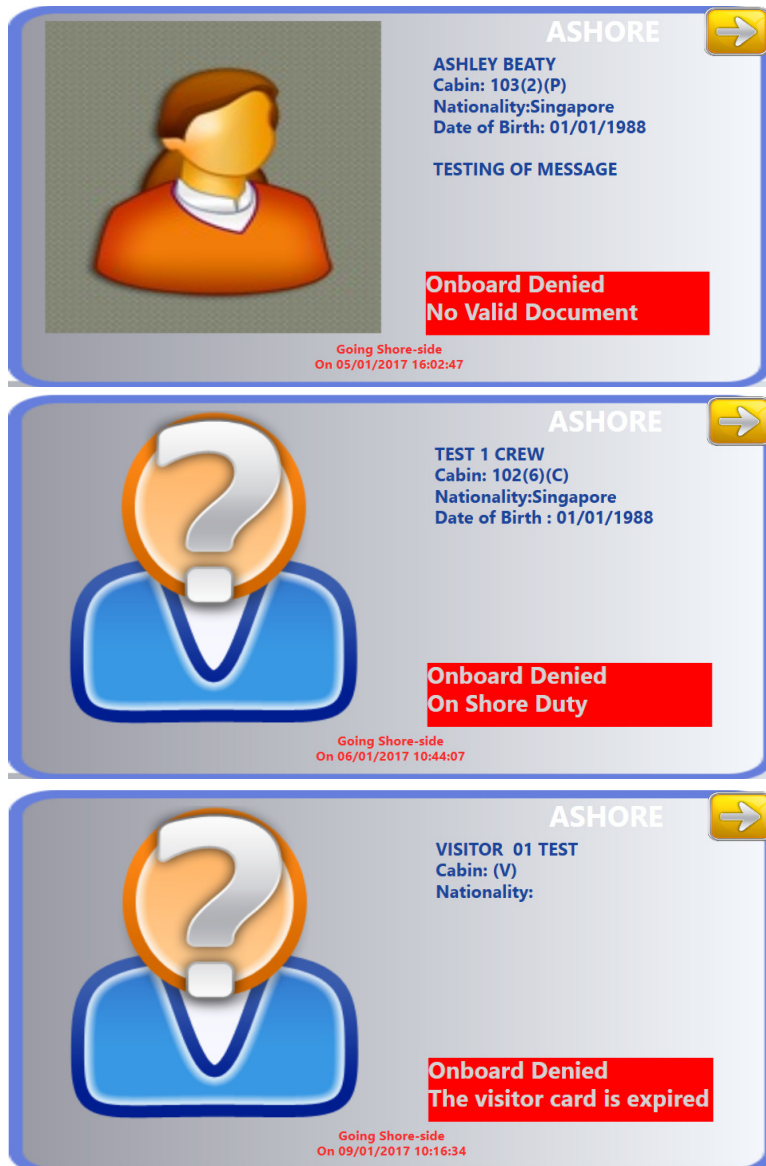 ASHORE
ASHLEY BEATY
Cabin: 103(2)(P)
Nationality:Singapore
Date of Birth: 01/01/1988
TESTING OF MESSAGE
Onboard Denied
No Valid Document
Going Shore-side
On 05/01/2017 16:02:47
ASHORE
TEST 1 CREW
Cabin: 102(6)(C)
Nationality:Singapore
Date of Birth : 01/01/1988
Onboard Denied
On Shore Duty
Going Shore-side
On 06/01/2017 10:44:07
ASHORE
VISITOR  01 TEST
Cabin: (V)
Nationality:
Onboard Denied
The visitor card is expired
Going Shore-side
On 09/01/2017 10:16:34